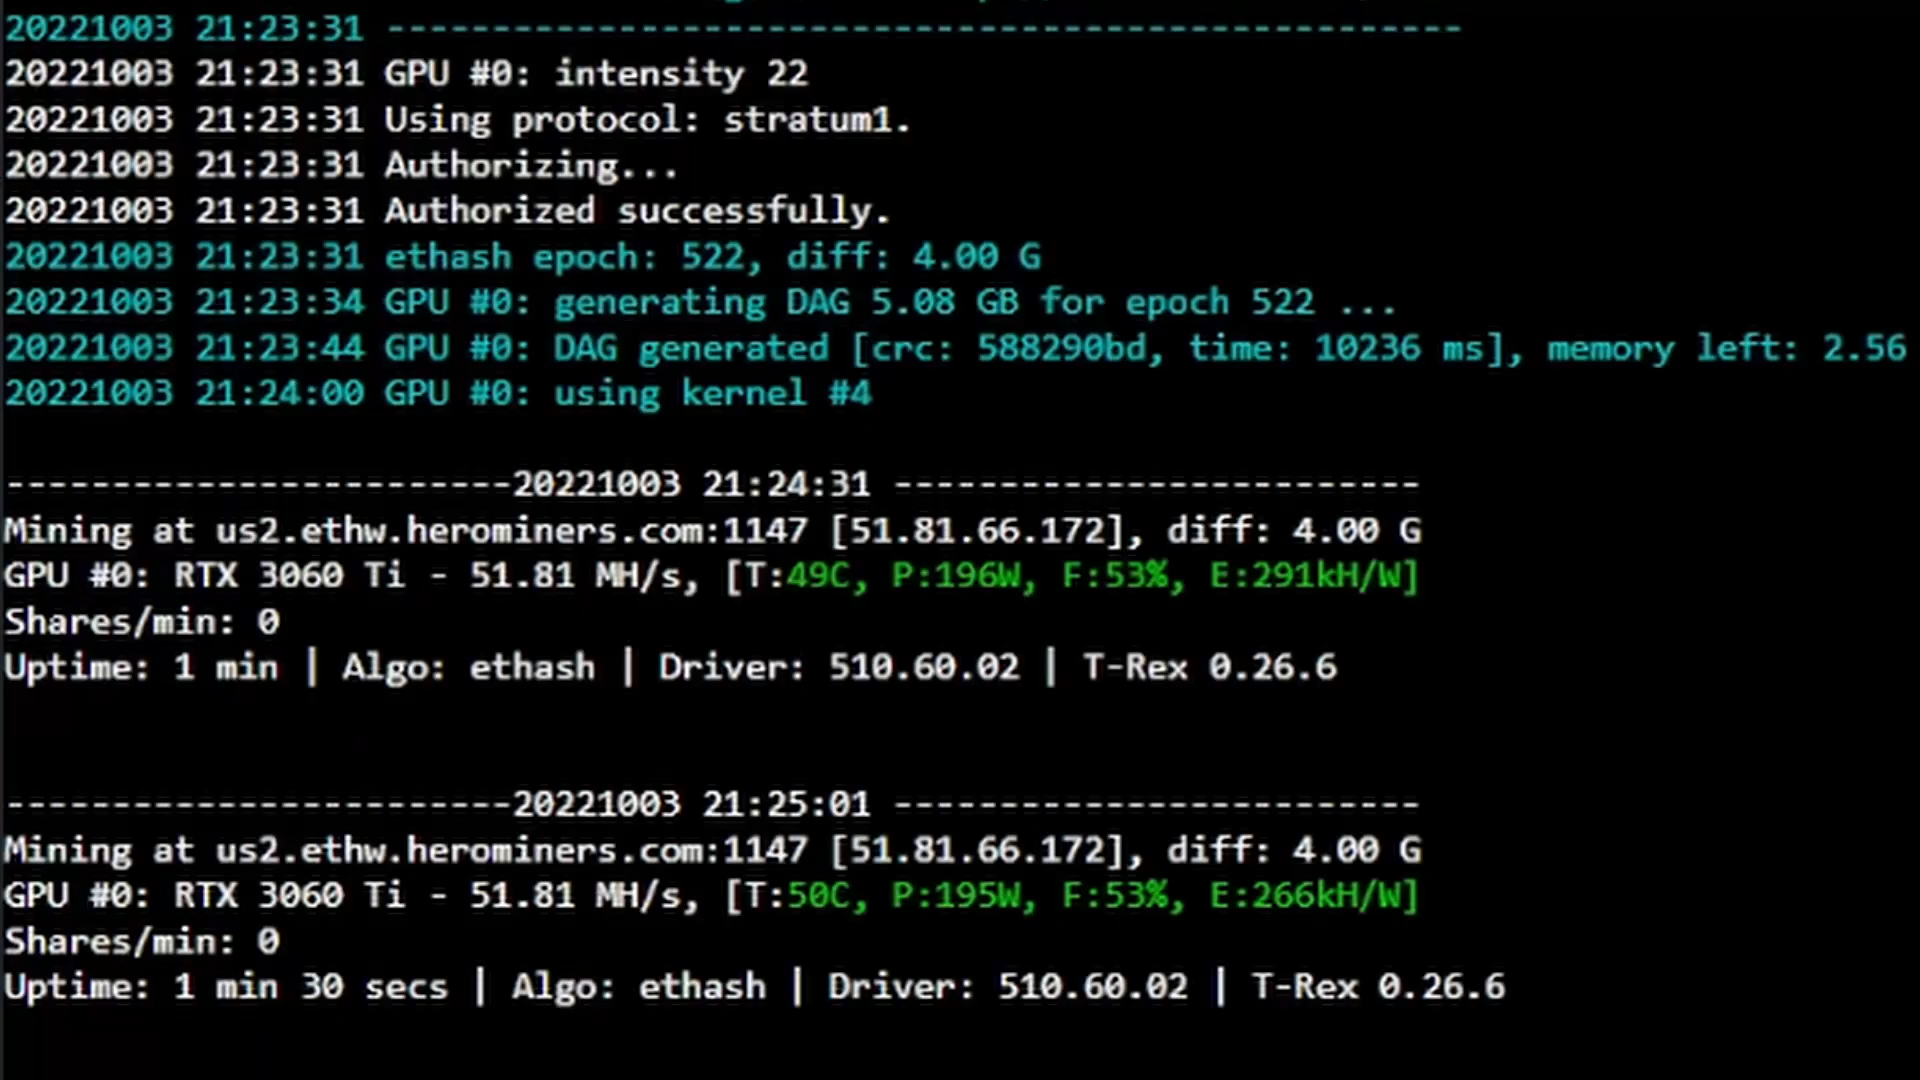 20221003 21:23:31 ---------------------------------------------------
20221003 21:23:31 GPU #0: intensity 22
20221003 21:23:31 Using protocol: stratum1.
20221003 21:23:31 Authorizing...
20221003 21:23:31 Authorized successfully.
20221003 21:23:31 ethash epoch: 522, diff: 4.00 G
20221003 21:23:34 GPU #0: generating DAG 5.08 GB for epoch 522 ...
20221003 21:23:44 GPU #0: DAG generated [crc: 588290bd, time: 10236 ms], memory left: 2.56
20221003 21:24:00 GPU #0: using kernel #4
------------------------20221003 21:24:31 -------------------------
Mining at us2.ethw.herominers.com:1147 [51.81.66.172], diff: 4.00 G
GPU #0: RTX 3060 Ti - 51.81 MH/s, [T:49C, P:196W, F:53%, E:291kH/W]
Shares/min: 0
Uptime: 1 min | Algo: ethash | Driver: 510.60.02 | T-Rex 0.26.6
------------------------20221003 21:25:01 -------------------------
Mining at us2.ethw.herominers.com:1147 [51.81.66.172], diff: 4.00 G
GPU #0: RTX 3060 Ti - 51.81 MH/s, [T:50C, P:195W, F:53%, E:266kH/W]
Shares/min: 0
Uptime: 1 min 30 secs | Algo: ethash | Driver: 510.60.02 | T-Rex 0.26.6